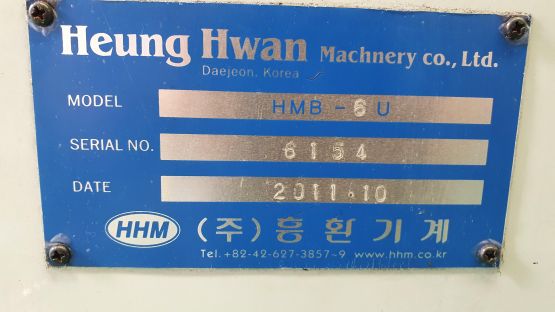 Heung Hwan Machnery co., Ltd.
Daejeon. Korea
MODEL HMB-6U
SERIAL NO. 6154
DATE 2011.10
HHM (주)흥환기계
Tel.+82-42-627-3857~9 www.hhm.co.kr